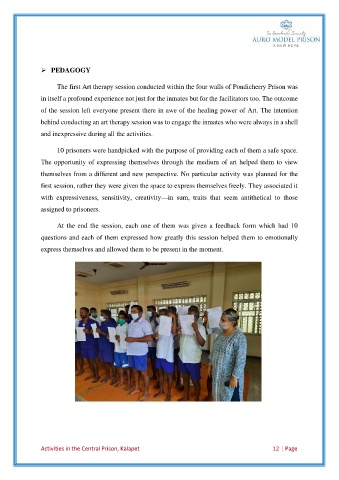 Sri Aurobindo Society
AURO MODEL PRISON
A NEW HOPE
➢ PEDAGOGY
The first Art therapy session conducted within the four walls of Pondicherry Prison was
in itself a profound experience not just for the inmates but for the facilitators too. The outcome
of the session left everyone present there in awe of the healing power of Art. The intention
behind conducting an art therapy session was to engage the inmates who were always in a shell
and inexpressive during all the activities.
10 prisoners were handpicked with the purpose of providing each of them a safe space.
The opportunity of expressing themselves through the medium of art helped them to view
themselves from a different and new perspective. No particular activity was planned for the
first session, rather they were given the space to express themselves freely. They associated it
with expressiveness, sensitivity, creativity—in sum, traits that seem antithetical to those
assigned to prisoners.
At the end the session, each one of them was given a feedback form which had 10
questions and each of them expressed how greatly this session helped them to emotionally
express themselves and allowed them to be present in the moment.
Activities in the Central Prison, Kalapet
12 | Page